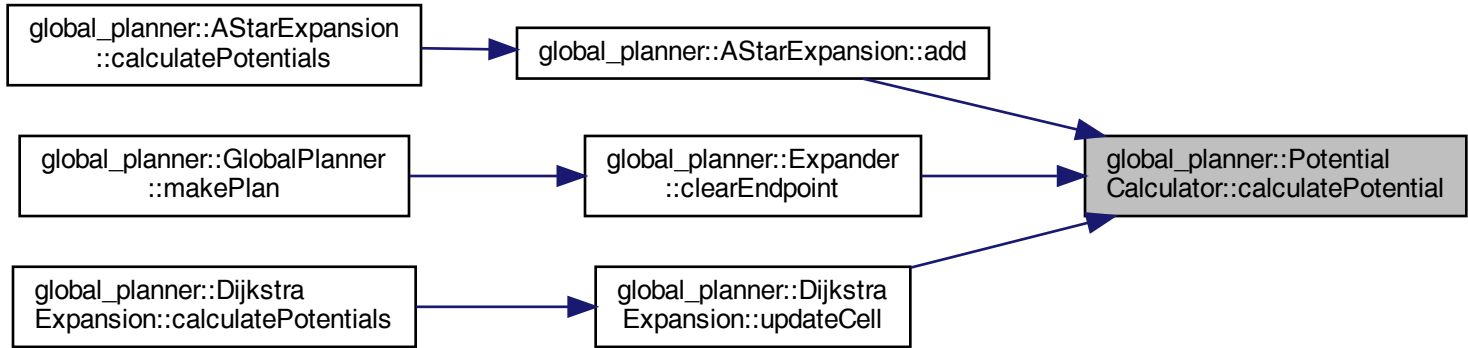 global_planner::AStarExpansion
::calculatePotentials
global_planner::AStarExpansion::add
global_planner::GlobalPlanner
::makePlan
global_planner::Expander
::clearEndpoint
global_planner::Potential
Calculator::calculatePotential
global_planner::Dijkstra
Expansion::calculatePotentials
global_planner::Dijkstra
Expansion::updateCell